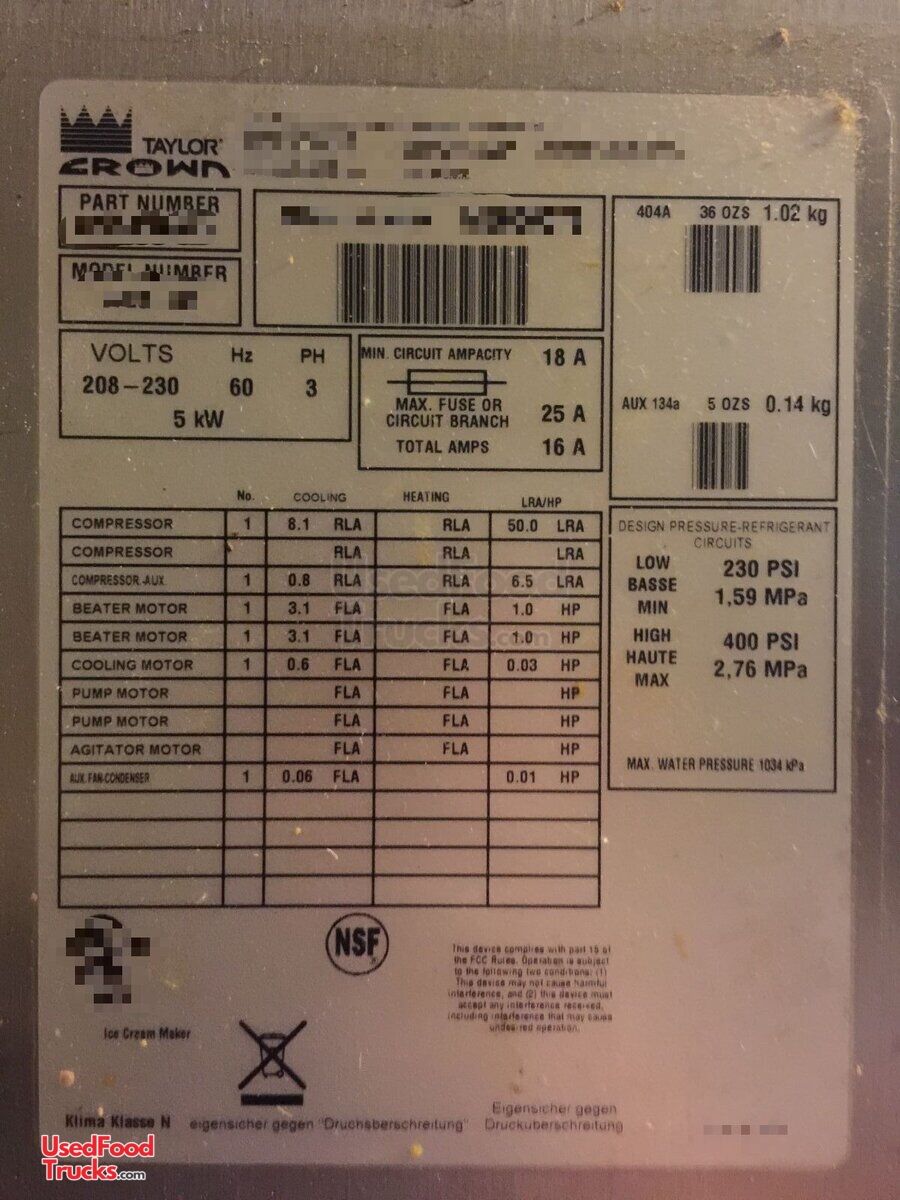 TAYLOR®
CROWN
PART NUMBER
MODEL NUMBER
404A 36 OZS 1.02 kg
AUX 134a 5 OZS 0.14 kg
VOLTS Hz PH
208-230 60 3
5 kW
MIN. CIRCUIT AMPACITY 18 A
MAX. FUSE OR
CIRCUIT BRANCH 25 A
TOTAL AMPS 16 A
No. COOLING HEATING LRA/HP
COMPRESSOR 1 8.1 RLA RLA 50.0 LRA
COMPRESSOR RLA RLA LRA
COMPRESSOR-AUX 1 0.8 RLA RLA 6.5 LRA
BEATER MOTOR 1 3.1 FLA FLA 1.0 HP
BEATER MOTOR 1 3.1 FLA FLA 1.0 HP
COOLING MOTOR 1 0.6 FLA FLA 0.03 HP
PUMP MOTOR FLA FLA HP
PUMP MOTOR FLA FLA HP
AGITATOR MOTOR FLA FLA HP
AUX. FAN-CONDENSER 1 0.06 FLA 0.01 HP
DESIGN PRESSURE-REFRIGERANT
CIRCUITS
LOW
BASSE
MIN
230 PSI
1,59 MPa
HIGH
HAUTE
MAX
400 PSI
2,76 MPa
MAX. WATER PRESSURE 1034 kPa
UsedFood
Trucks.com
NSF®
This device complies with part 15 of
the FCC Rules. Operation is subject
to the following two conditions: (1)
This device may not cause harmful
interference, and (2) this device must
accept any interference received,
including interference that may cause
undesired operation.
Ice Cream Maker
Klima Klasse N
eigensicher gegen "Druchsberschreitung"
Eigensicher gegen
Druckuberschreitung
UsedFood
Trucks.com